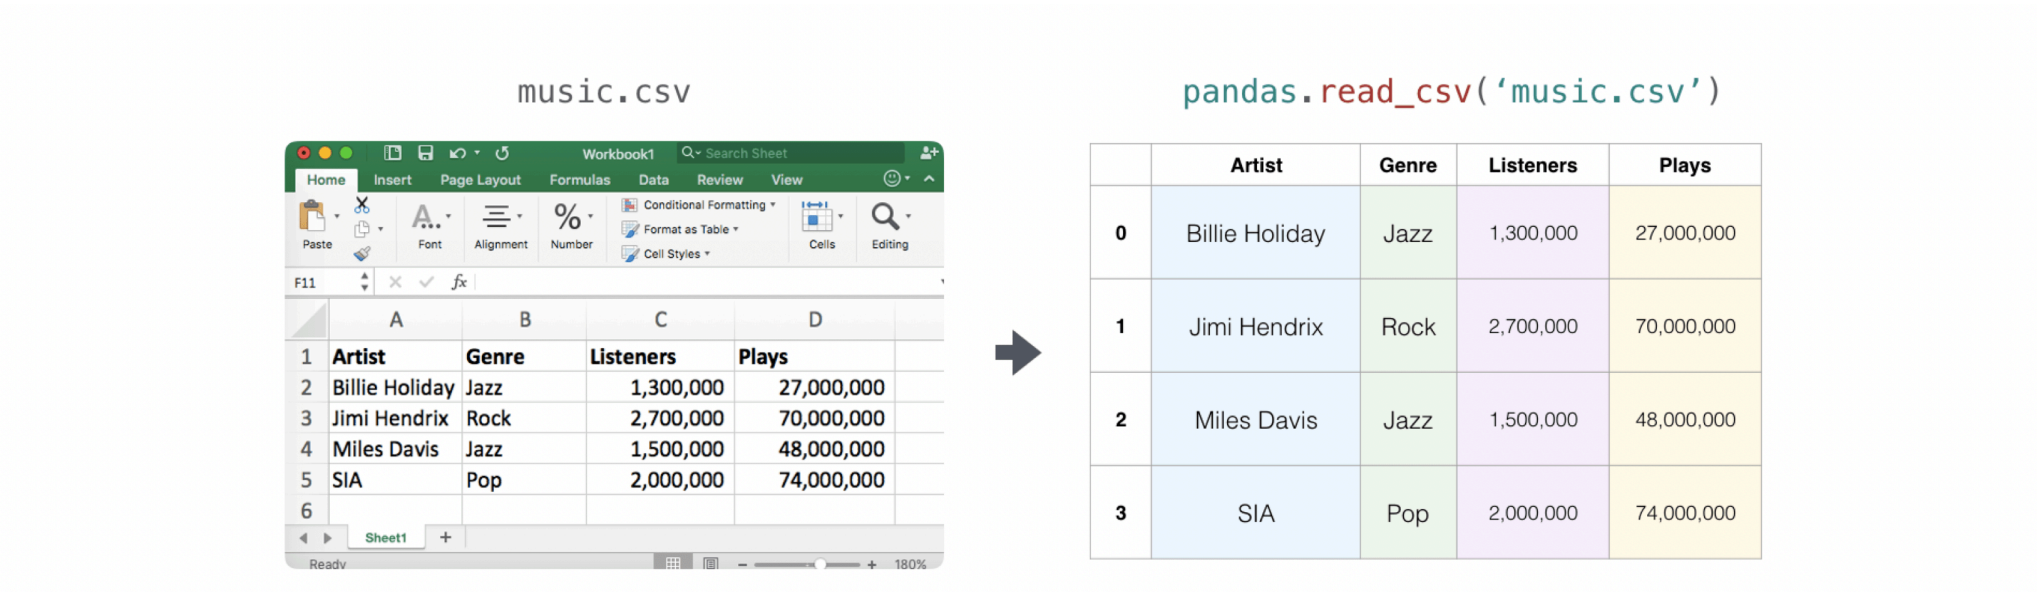 music.csv
pandas.read_csv(‘music.csv’)
Workbook1
Search Sheet
Home Insert Page Layout Formulas Data Review View
Paste
A...
Font
Alignment
%
Number
Conditional Formatting
Format as Table
Cell Styles
Cells
Editing
F11
fx
A B C D
1 Artist Genre Listeners Plays
2 Billie Holiday Jazz 1,300,000 27,000,000
3 Jimi Hendrix Rock 2,700,000 70,000,000
4 Miles Davis Jazz 1,500,000 48,000,000
5 SIA Pop 2,000,000 74,000,000
6
Sheet1 +
Ready
− + 180%
Artist Genre Listeners Plays
0 Billie Holiday Jazz 1,300,000 27,000,000
1 Jimi Hendrix Rock 2,700,000 70,000,000
2 Miles Davis Jazz 1,500,000 48,000,000
3 SIA Pop 2,000,000 74,000,000